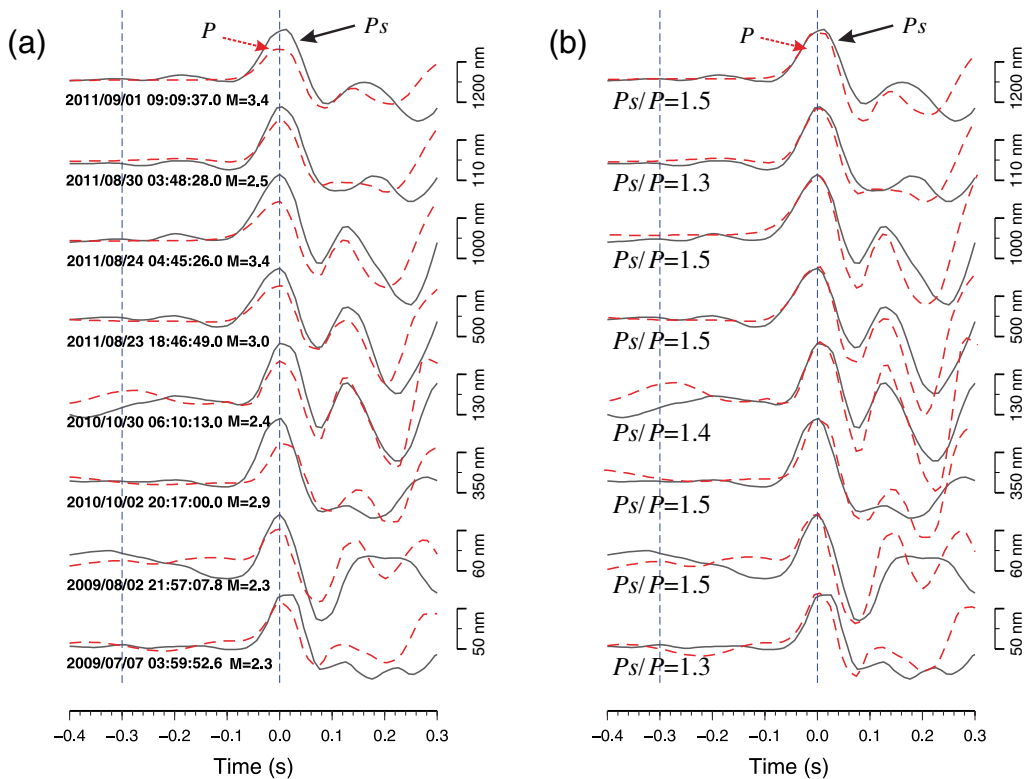 (a)
P
Ps
2011/09/01 09:09:37.0 M=3.4
1200 nm
2011/08/30 03:48:28.0 M=2.5
110 nm
2011/08/24 04:45:26.0 M=3.4
1000 nm
2011/08/23 18:46:49.0 M=3.0
500 nm
2010/10/30 06:10:13.0 M=2.4
130 nm
2010/10/02 20:17:00.0 M=2.9
350 nm
2009/08/02 21:57:07.8 M=2.3
60 nm
2009/07/07 03:59:52.6 M=2.3
50 nm
−0.4 −0.3 −0.2 −0.1 0.0 0.1 0.2 0.3
Time (s)
(b)
P
Ps
Ps/P=1.5
1200 nm
Ps/P=1.3
110 nm
Ps/P=1.5
1000 nm
Ps/P=1.5
500 nm
Ps/P=1.4
130 nm
Ps/P=1.5
350 nm
Ps/P=1.5
60 nm
Ps/P=1.3
50 nm
−0.4 −0.3 −0.2 −0.1 0.0 0.1 0.2 0.3
Time (s)